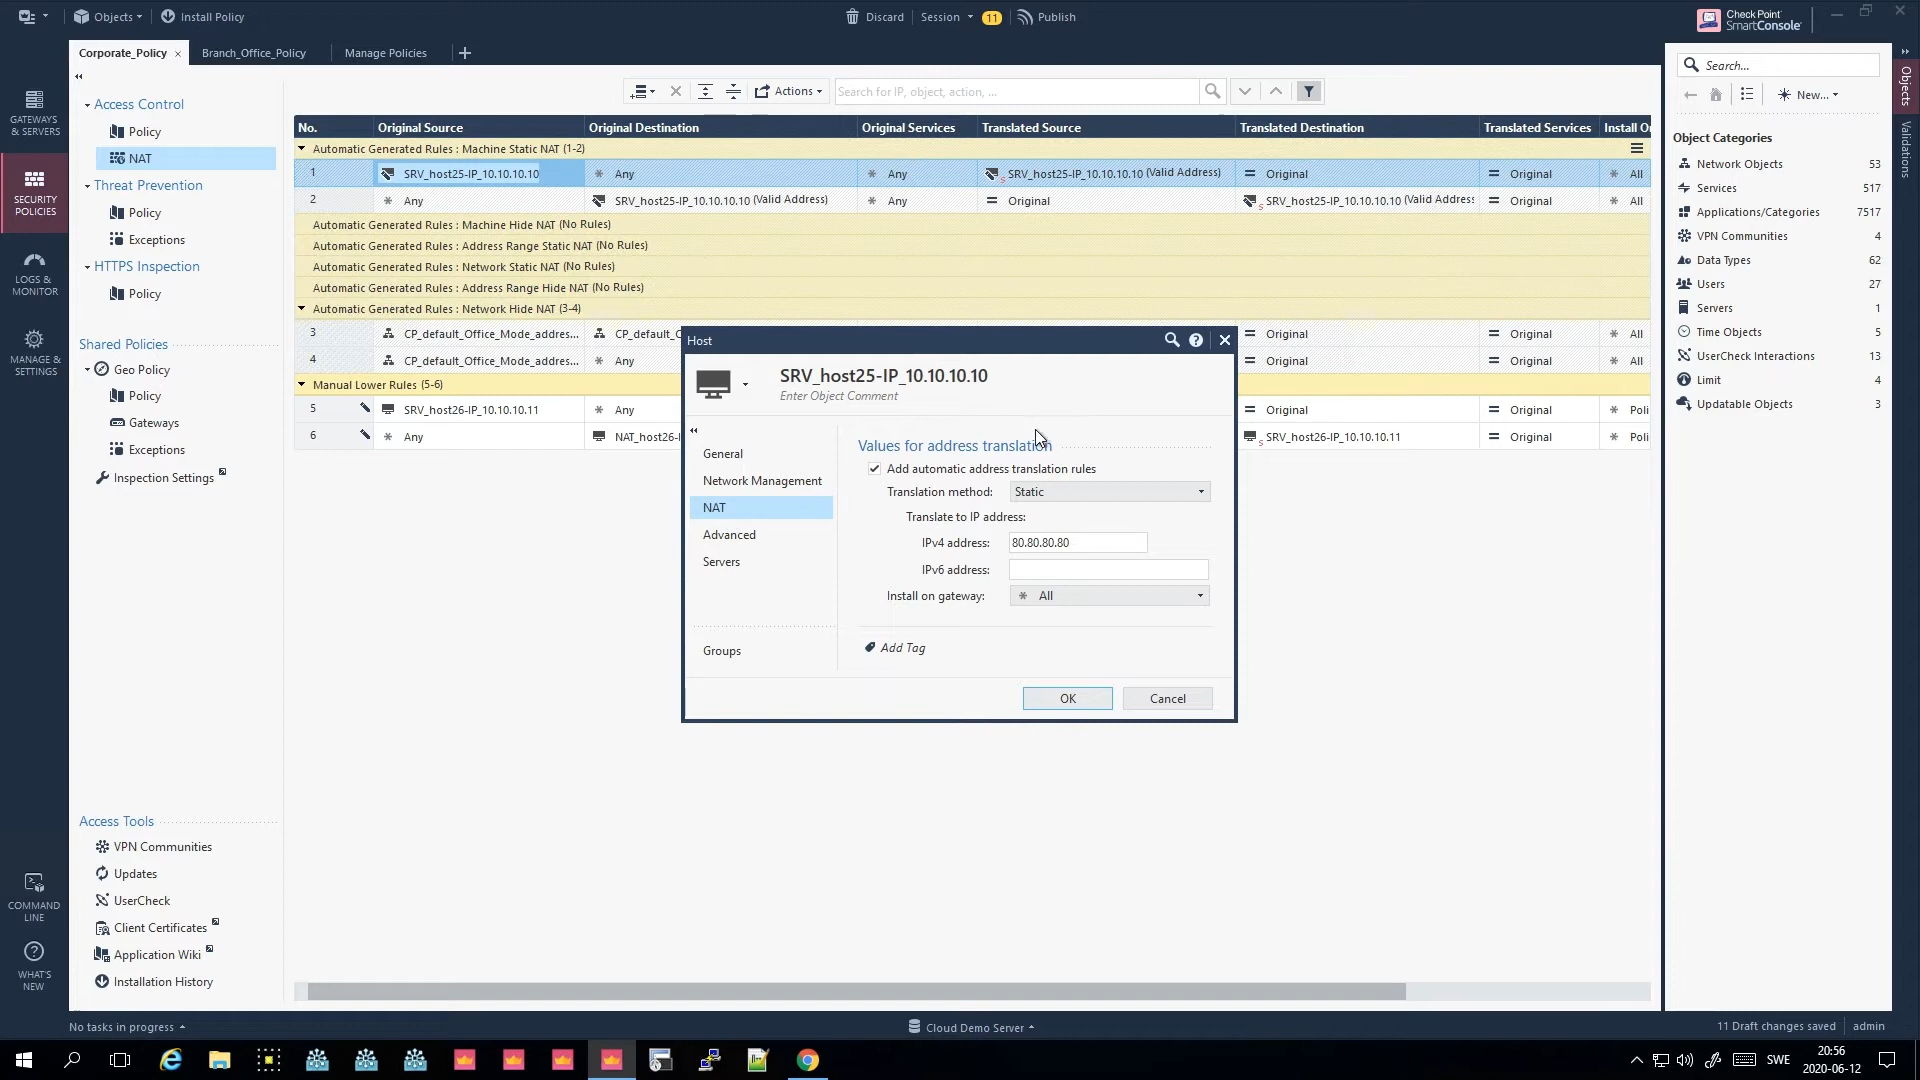 Objects
Install Policy
Discard
Session
11
Publish
Check Point
SmartConsole
Corporate_Policy
Branch_Office_Policy
Manage Policies
GATEWAYS
& SERVERS
SECURITY
POLICIES
LOGS &
MONITOR
MANAGE &
SETTINGS
COMMAND
LINE
WHAT'S
NEW
Access Control
Policy
NAT
Threat Prevention
Policy
Exceptions
HTTPS Inspection
Policy
Shared Policies
Geo Policy
Policy
Gateways
Exceptions
Inspection Settings
Access Tools
VPN Communities
Updates
UserCheck
Client Certificates
Application Wiki
Installation History
Actions
Search for IP, object, action, ...
No. Original Source Original Destination Original Services Translated Source Translated Destination Translated Services Install O
Automatic Generated Rules : Machine Static NAT (1-2)
1 SRV_host25-IP_10.10.10.10 Any Any SRV_host25-IP_10.10.10.10 (Valid Address) Original Original All
2 Any SRV_host25-IP_10.10.10.10 (Valid Address) Any Original SRV_host25-IP_10.10.10.10 (Valid Address Original All
Automatic Generated Rules : Machine Hide NAT (No Rules)
Automatic Generated Rules : Address Range Static NAT (No Rules)
Automatic Generated Rules : Network Static NAT (No Rules)
Automatic Generated Rules : Address Range Hide NAT (No Rules)
Automatic Generated Rules : Network Hide NAT (3-4)
3 CP_default_Office_Mode_addres... CP_default_ Original Original All
4 CP_default_Office_Mode_addres... Any Original Original All
Manual Lower Rules (5-6)
5 SRV_host26-IP_10.10.10.11 Any Original Original Poli
6 Any NAT_host26-I SRV_host26-IP_10.10.10.11 Original Poli
Host
SRV_host25-IP_10.10.10.10
Enter Object Comment
General
Network Management
NAT
Advanced
Servers
Groups
Values for address translation
Add automatic address translation rules
Translation method: Static
Translate to IP address:
IPv4 address: 80.80.80.80
IPv6 address:
Install on gateway: All
Add Tag
OK
Cancel
Search...
New...
Object Categories
Network Objects 53
Services 517
Applications/Categories 7517
VPN Communities 4
Data Types 62
Users 27
Servers 1
Time Objects 5
UserCheck Interactions 13
Limit 4
Updatable Objects 3
Objects
Validations
No tasks in progress
Cloud Demo Server
11 Draft changes saved
admin
SWE
20:56
2020-06-12